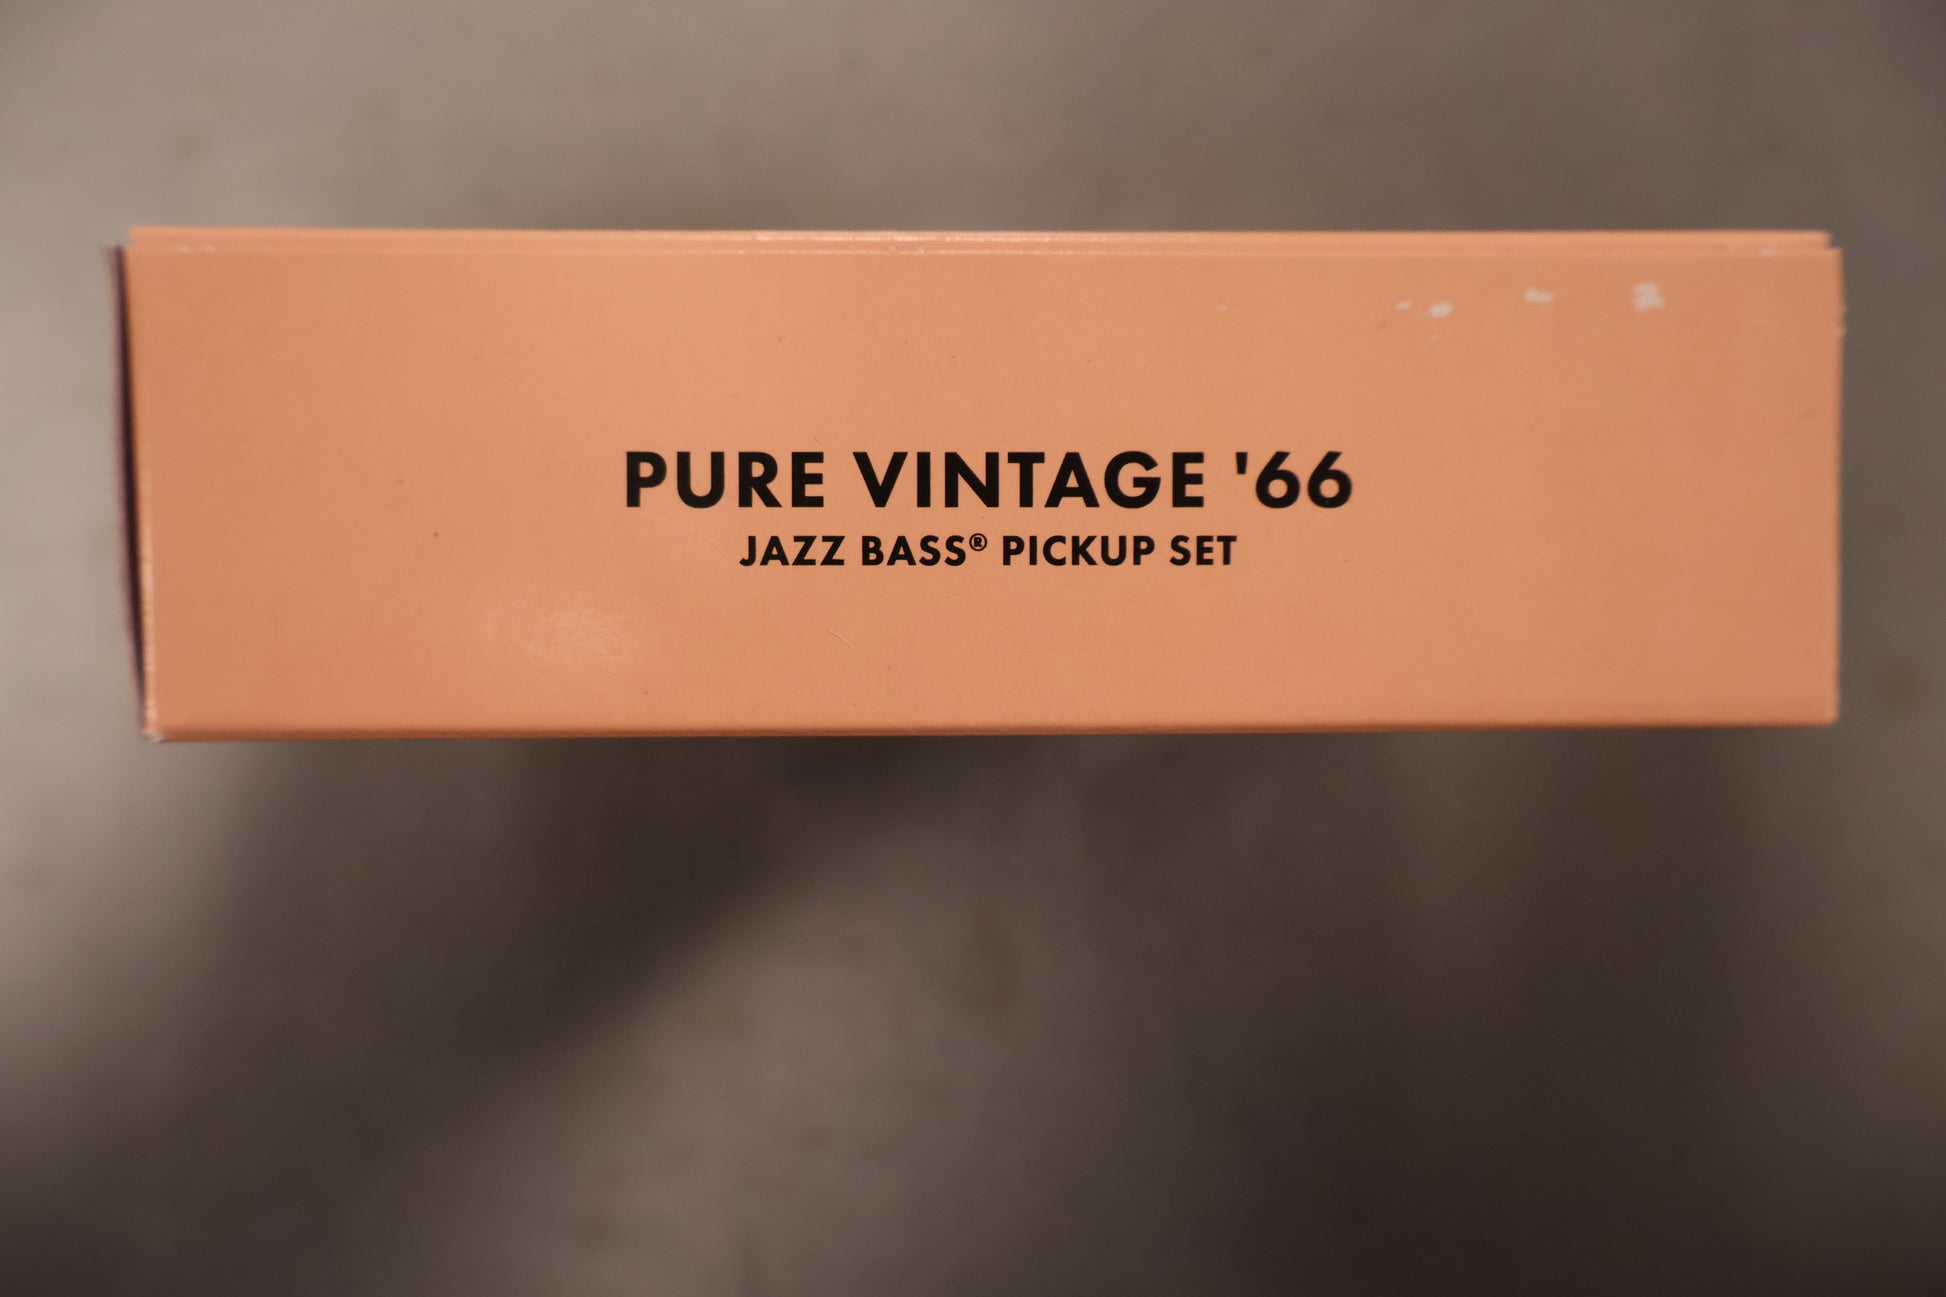 PURE VINTAGE '66
JAZZ BASS® PICKUP SET